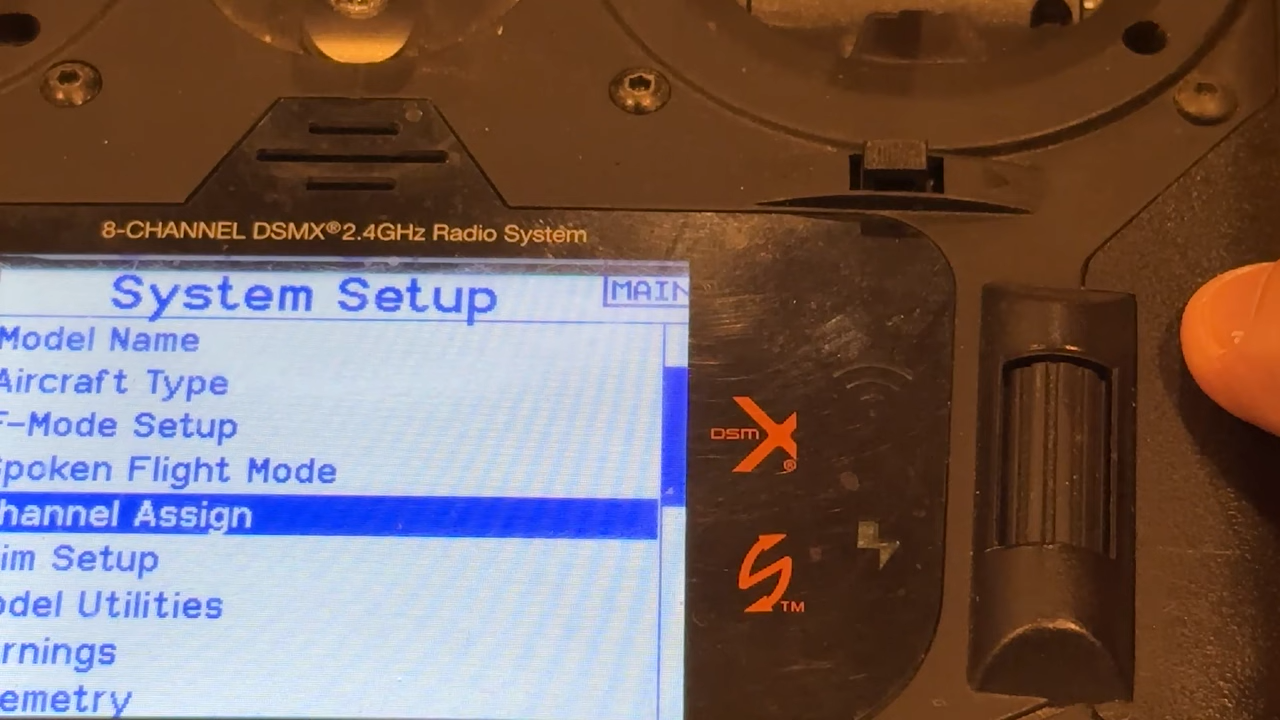 8-CHANNEL DSMX® 2.4GHz Radio System
System Setup
MAIN
Model Name
Aircraft Type
F-Mode Setup
Spoken Flight Mode
hannel Assign
im Setup
odel Utilities
rnings
emetry
DSMX®
TM